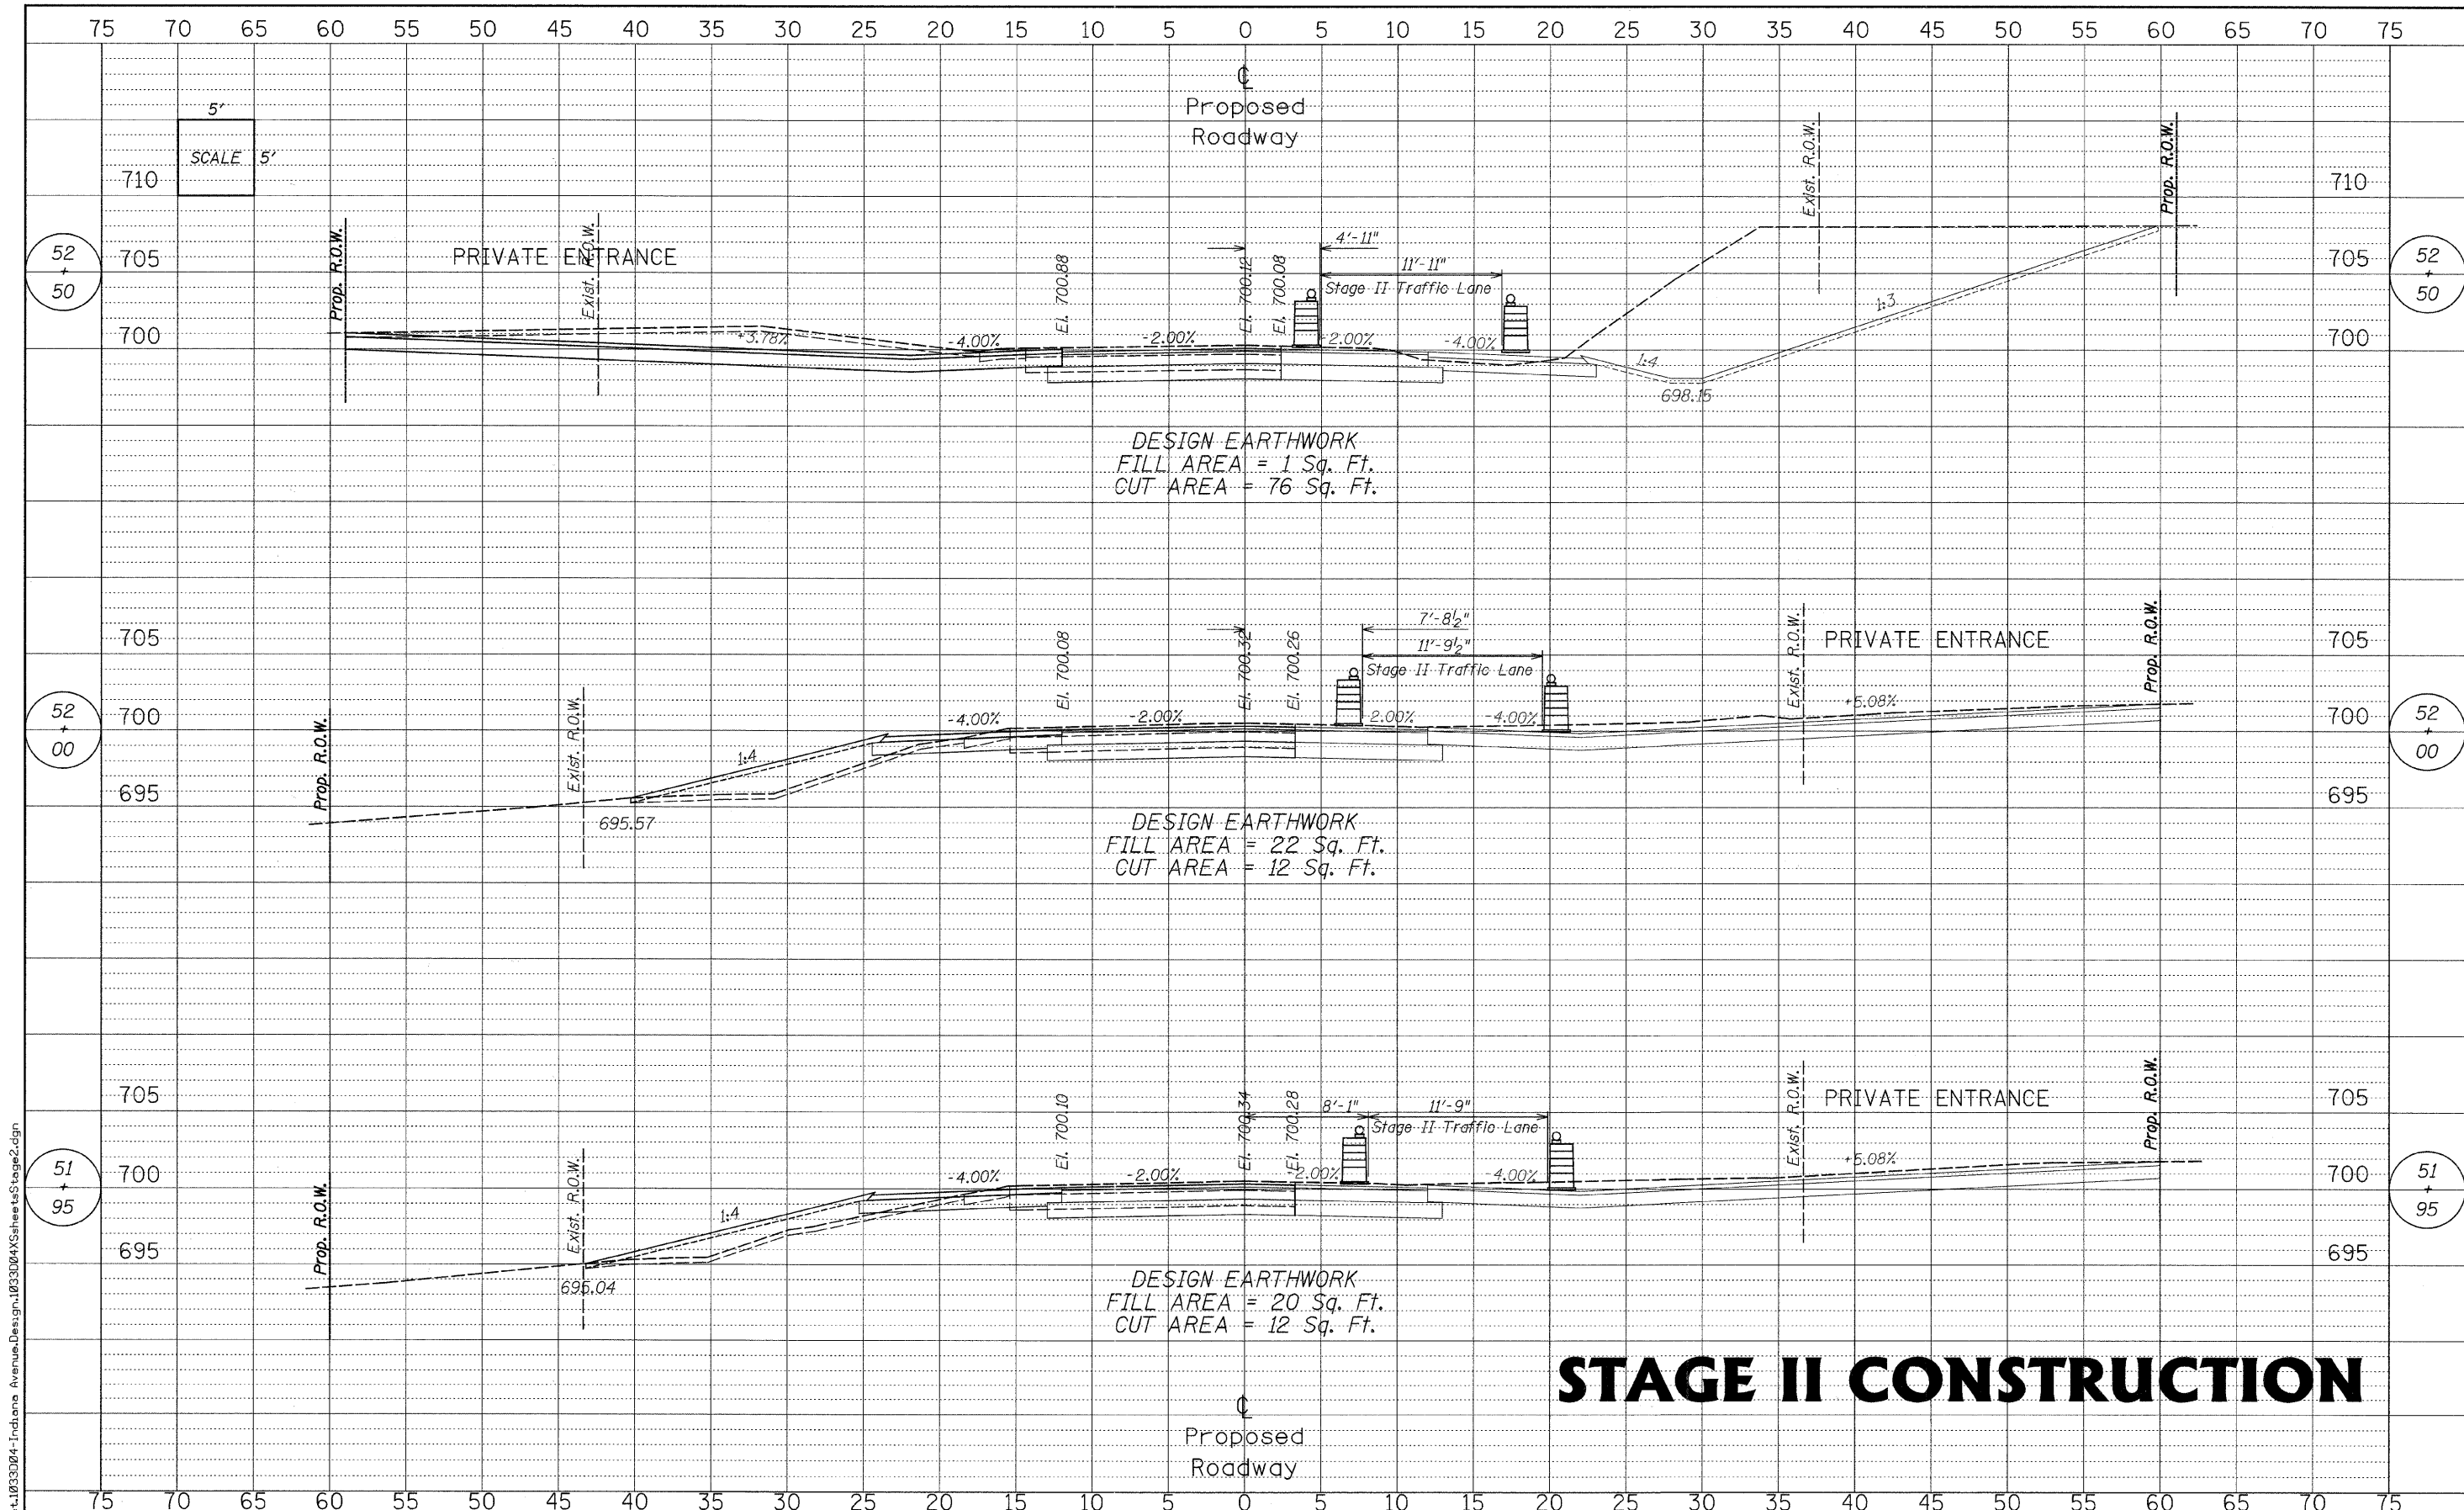 75 70 65 60 55 50 45 40 35 30 25 20 15 10 5 0 5 10 15 20 25 30 35 40 45 50 55 60 65 70 75
℄
Proposed
Roadway
5'
SCALE 5'
710 710
Exist. R.O.W.
Prop. R.O.W.
52
+
50
705
Prop. R.O.W.
PRIVATE ENTRANCE
Exist. R.O.W.
El. 700.88
El. 700.12
El. 700.08
4'-11"
11'-11"
Stage II Traffic Lane
705
52
+
50
1:3
700
+3.78%
-4.00%
-2.00%
-2.00%
-4.00%
1:4
700
698.15
DESIGN EARTHWORK
FILL AREA = 1 Sq. Ft.
CUT AREA = 76 Sq. Ft.
7'-8½"
705
El. 700.08
El. 700.32
El. 700.26
11'-9½"
Stage II Traffic Lane
Exist. R.O.W.
PRIVATE ENTRANCE
Prop. R.O.W.
705
52
+
00
700
Prop. R.O.W.
Exist. R.O.W.
-4.00%
-2.00%
2.00%
-4.00%
+5.08%
700
52
+
00
1:4
695 695
695.57
DESIGN EARTHWORK
FILL AREA = 22 Sq. Ft.
CUT AREA = 12 Sq. Ft.
705
El. 700.10
El. 700.34
El. 700.28
8'-1"
11'-9"
Stage II Traffic Lane
Exist. R.O.W.
PRIVATE ENTRANCE
Prop. R.O.W.
705
51
+
95
700
Prop. R.O.W.
Exist. R.O.W.
-4.00%
-2.00%
-2.00%
-4.00%
+5.08%
700
51
+
95
1:4
695 695
695.04
DESIGN EARTHWORK
FILL AREA = 20 Sq. Ft.
CUT AREA = 12 Sq. Ft.
STAGE II CONSTRUCTION
℄
Proposed
Roadway
75 70 65 60 55 50 45 40 35 30 25 20 15 10 5 0 5 10 15 20 25 30 35 40 45 50 55 60 65 70 75
1033D04-Indiana Avenue.Design.1033D04XSsheetsStage2.dgn